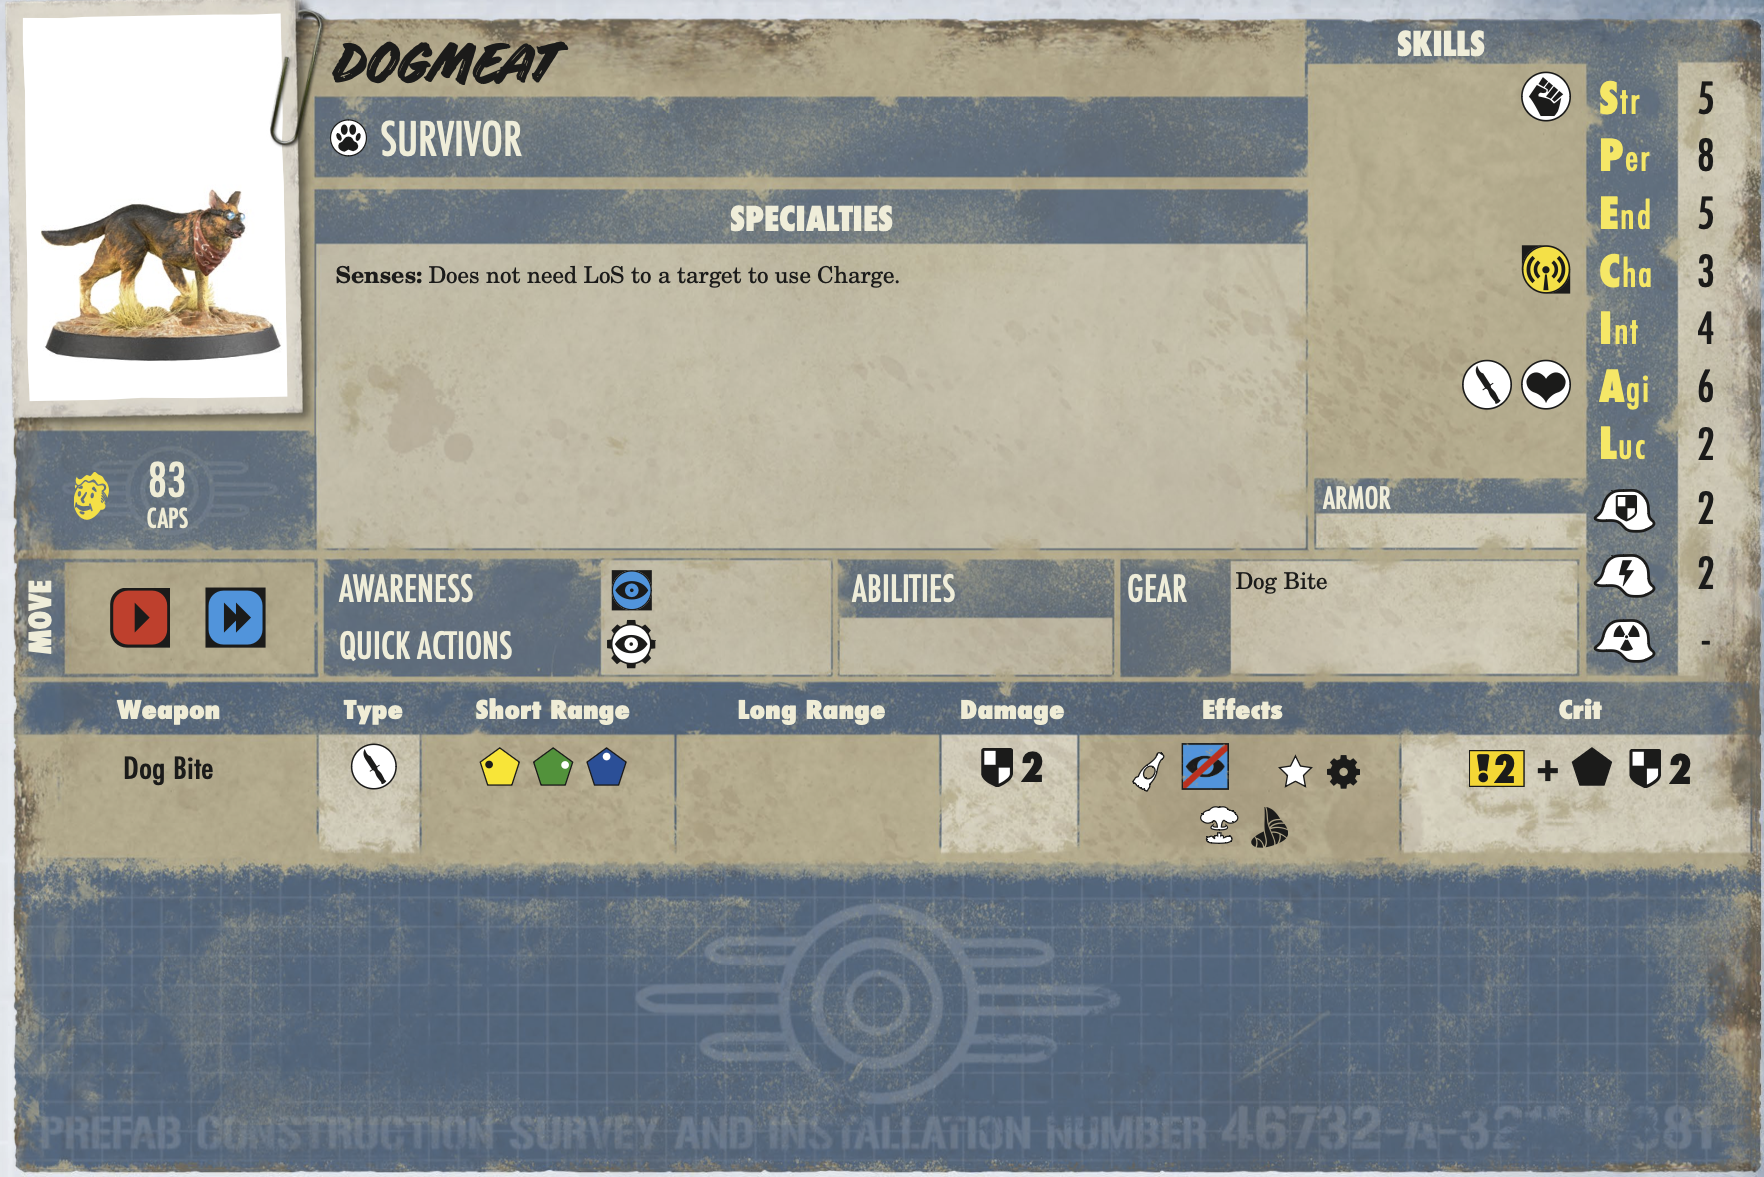 DOGMEAT
SURVIVOR
SPECIALTIES
Senses: Does not need LoS to a target to use Charge.
83
CAPS
SKILLS
Str 5
Per 8
End 5
Cha 3
Int 4
Agi 6
Luc 2
ARMOR
2
2
-
MOVE
AWARENESS
QUICK ACTIONS
ABILITIES
GEAR
Dog Bite
Weapon Type Short Range Long Range Damage Effects Crit
Dog Bite 2 !2 + 2
PREFAB CONSTRUCTION SURVEY AND INSTALLATION NUMBER 46732-A-32 381